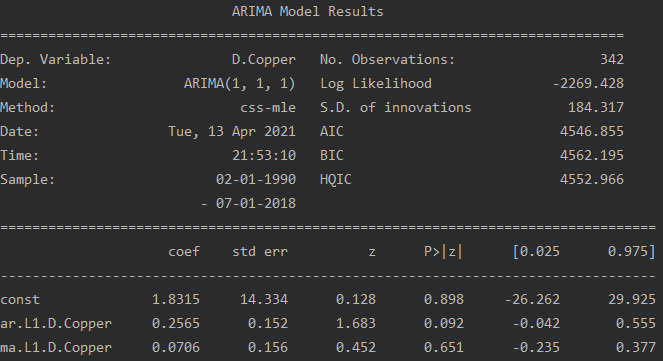 ARIMA Model Results
==============================================================================
Dep. Variable: D.Copper No. Observations: 342
Model: ARIMA(1, 1, 1) Log Likelihood -2269.428
Method: css-mle S.D. of innovations 184.317
Date: Tue, 13 Apr 2021 AIC 4546.855
Time: 21:53:10 BIC 4562.195
Sample: 02-01-1990 HQIC 4552.966
- 07-01-2018
==================================================================================
coef std err z P>|z| [0.025 0.975]
----------------------------------------------------------------------------------
const 1.8315 14.334 0.128 0.898 -26.262 29.925
ar.L1.D.Copper 0.2565 0.152 1.683 0.092 -0.042 0.555
ma.L1.D.Copper 0.0706 0.156 0.452 0.651 -0.235 0.377